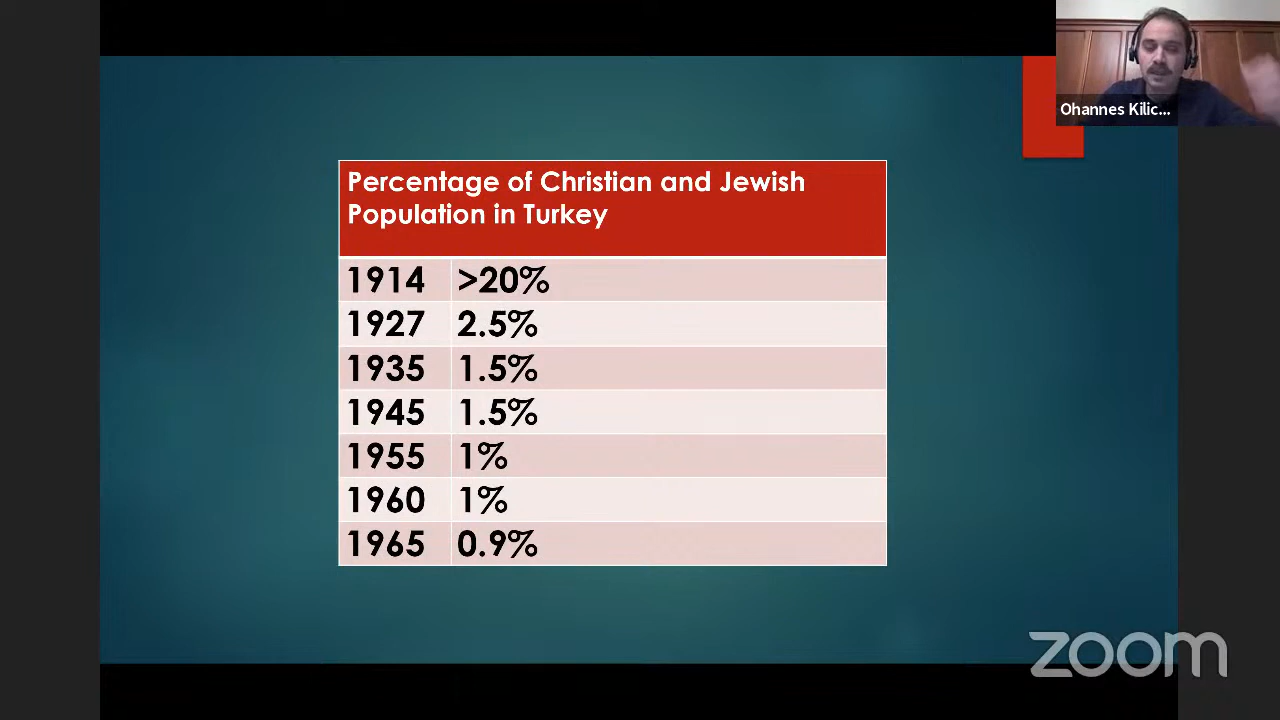 Ohannes Kilic...
Percentage of Christian and Jewish
Population in Turkey
1914 >20%
1927 2.5%
1935 1.5%
1945 1.5%
1955 1%
1960 1%
1965 0.9%
zoom